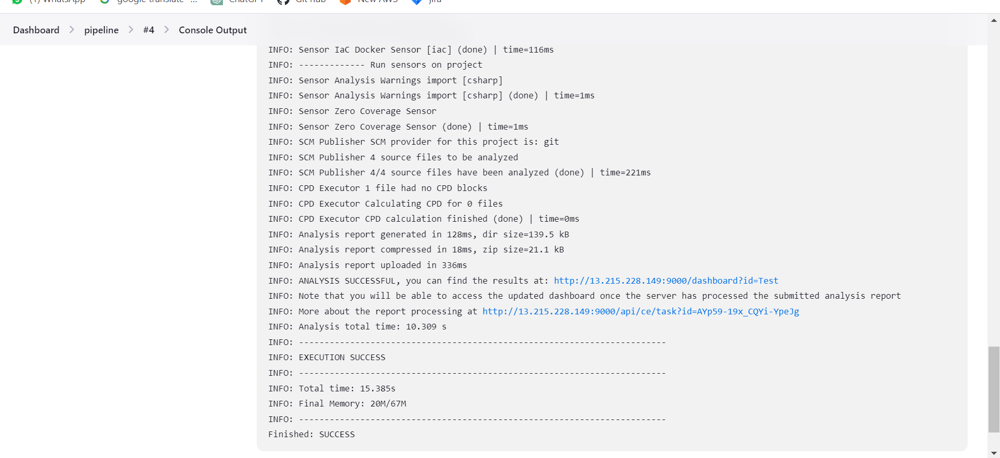 (1) WhatsApp google translate - ... ChatGPT Git hub New AWS jira
Dashboard > pipeline > #4 > Console Output
INFO: Sensor IaC Docker Sensor [iac] (done) | time=116ms
INFO: ------------- Run sensors on project
INFO: Sensor Analysis Warnings import [csharp]
INFO: Sensor Analysis Warnings import [csharp] (done) | time=1ms
INFO: Sensor Zero Coverage Sensor
INFO: Sensor Zero Coverage Sensor (done) | time=1ms
INFO: SCM Publisher SCM provider for this project is: git
INFO: SCM Publisher 4 source files to be analyzed
INFO: SCM Publisher 4/4 source files have been analyzed (done) | time=221ms
INFO: CPD Executor 1 file had no CPD blocks
INFO: CPD Executor Calculating CPD for 0 files
INFO: CPD Executor CPD calculation finished (done) | time=0ms
INFO: Analysis report generated in 128ms, dir size=139.5 kB
INFO: Analysis report compressed in 18ms, zip size=21.1 kB
INFO: Analysis report uploaded in 336ms
INFO: ANALYSIS SUCCESSFUL, you can find the results at: http://13.215.228.149:9000/dashboard?id=Test
INFO: Note that you will be able to access the updated dashboard once the server has processed the submitted analysis report
INFO: More about the report processing at http://13.215.228.149:9000/api/ce/task?id=AYp59-19x_CQYi-YpeJg
INFO: Analysis total time: 10.309 s
INFO: ------------------------------------------------------------------------
INFO: EXECUTION SUCCESS
INFO: ------------------------------------------------------------------------
INFO: Total time: 15.385s
INFO: Final Memory: 20M/67M
INFO: ------------------------------------------------------------------------
Finished: SUCCESS